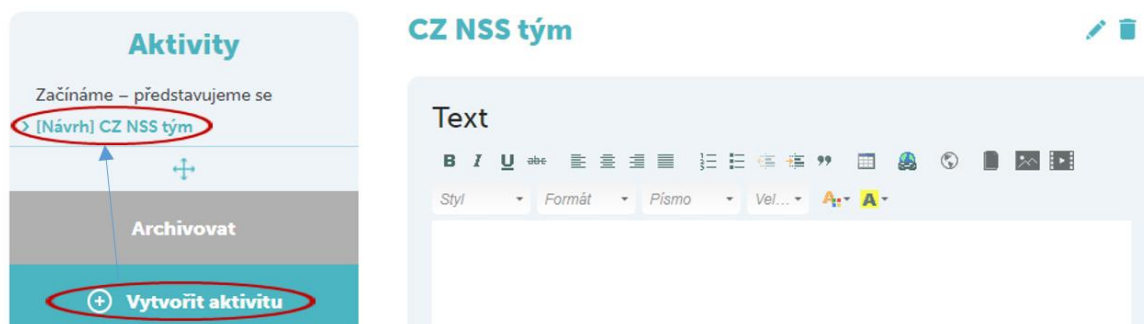 Aktivity
Začínáme – představujeme se
> [Návrh] CZ NSS tým
Archivovat
Vytvořit aktivitu
CZ NSS tým
Text
B I U abc
Styl Formát Písmo Vel... A A